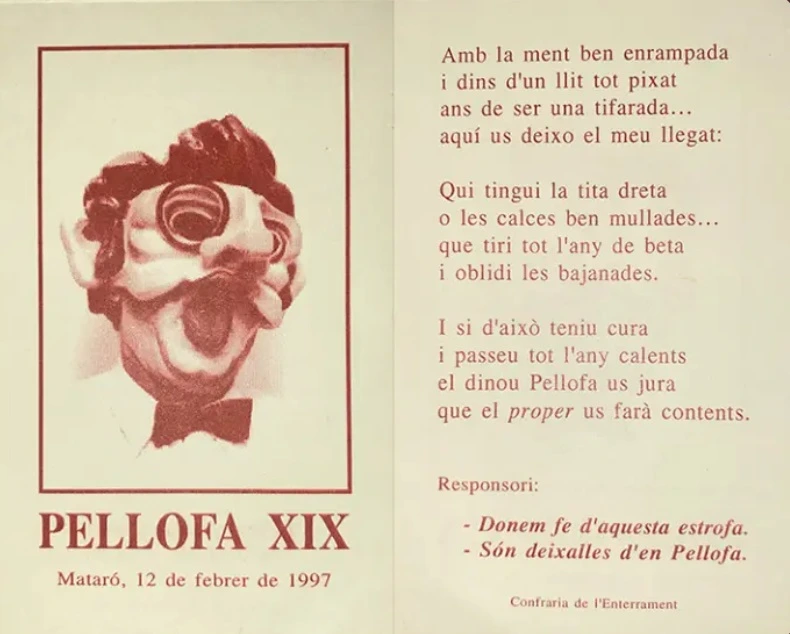 PELLOFA XIX
Mataró, 12 de febrer de 1997
Amb la ment ben enrampada
i dins d'un llit tot pixat
ans de ser una tifarada...
aquí us deixo el meu llegat:
Qui tingui la tita dreta
o les calces ben mullades...
que tiri tot l'any de beta
i oblidi les bajanades.
I si d'això teniu cura
i passeu tot l'any calents
el dinou Pellofa us jura
que el proper us farà contents.
Responsori:
- Donem fe d'aquesta estrofa.
- Són deixalles d'en Pellofa.
Confraria de l'Enterrament